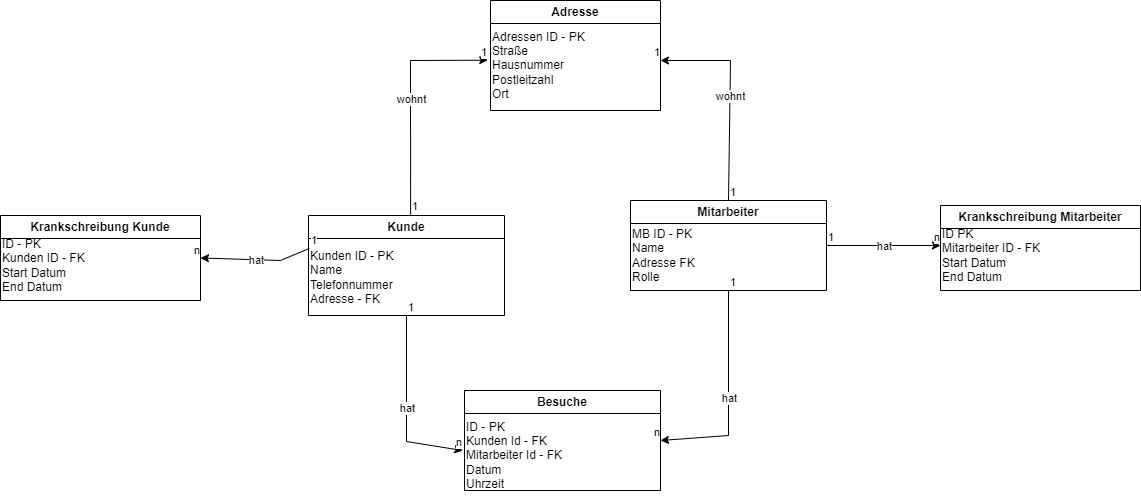 Adresse
Adressen ID - PK
Straße
Hausnummer
Postleitzahl
Ort
1
1
wohnt
wohnt
1
1
Krankschreibung Kunde
ID - PK
Kunden ID - FK
Start Datum
End Datum
n
hat
Kunde
1
Kunden ID - PK
Name
Telefonnummer
Adresse - FK
1
Mitarbeiter
MB ID - PK
Name
Adresse FK
Rolle
1
1
hat
n
Krankschreibung Mitarbeiter
ID PK
Mitarbeiter ID - FK
Start Datum
End Datum
hat
hat
n
n
Besuche
ID - PK
Kunden Id - FK
Mitarbeiter Id - FK
Datum
Uhrzeit